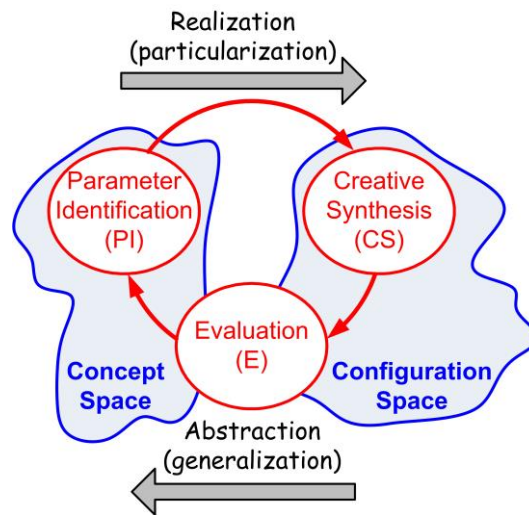 Realization
(particularization)
Parameter
Identification
(PI)
Creative
Synthesis
(CS)
Evaluation
(E)
Concept
Space
Configuration
Space
Abstraction
(generalization)